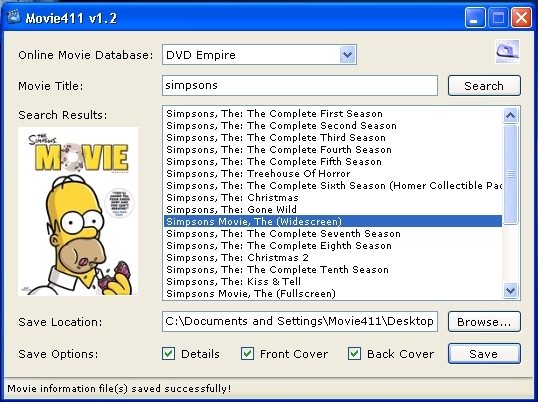 Movie411 v1.2
Online Movie Database: DVD Empire
Movie Title: simpsons Search
Search Results:
Simpsons, The: The Complete First Season
Simpsons, The: The Complete Second Season
Simpsons, The: The Complete Third Season
Simpsons, The: The Complete Fourth Season
Simpsons, The: The Complete Fifth Season
Simpsons, The: Treehouse Of Horror
Simpsons, The: The Complete Sixth Season (Homer Collectible Pac
Simpsons, The: Christmas
Simpsons, The: Gone Wild
Simpsons Movie, The (Widescreen)
Simpsons, The: The Complete Seventh Season
Simpsons, The: The Complete Eighth Season
Simpsons, The: Christmas 2
Simpsons, The: The Complete Tenth Season
Simpsons, The: Kiss & Tell
Simpsons Movie, The (Fullscreen)
THE
SIMPSONS
MOVIE
Save Location: C:\Documents and Settings\Movie411\Desktop Browse...
Save Options: Details Front Cover Back Cover Save
Movie information file(s) saved successfully!